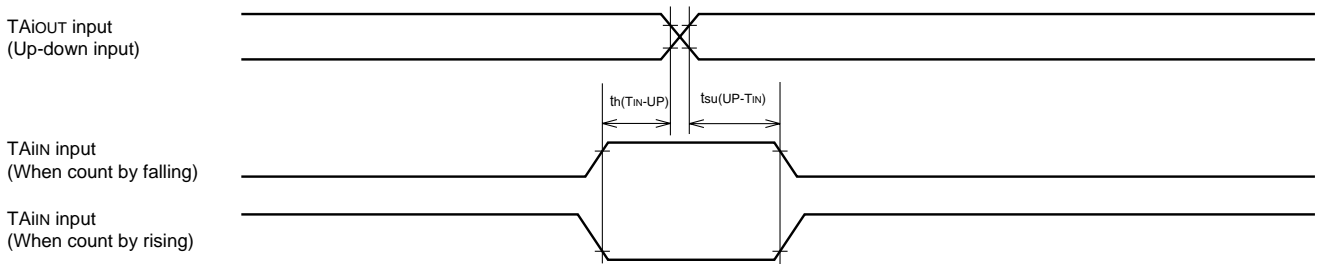 TAiOUT input
(Up-down input)
th(TIN-UP)
tsu(UP-TIN)
TAiIN input
(When count by falling)
TAiIN input
(When count by rising)